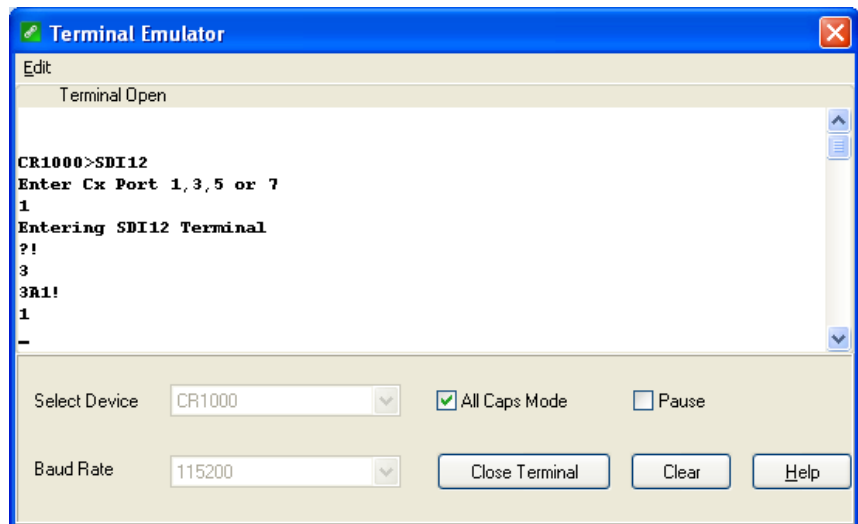 Terminal Emulator
Edit
Terminal Open
CR1000>SDI12
Enter Cx Port 1,3,5 or 7
1
Entering SDI12 Terminal
?!
3
3A1!
1
Select Device CR1000 All Caps Mode Pause
Baud Rate 115200 Close Terminal Clear Help